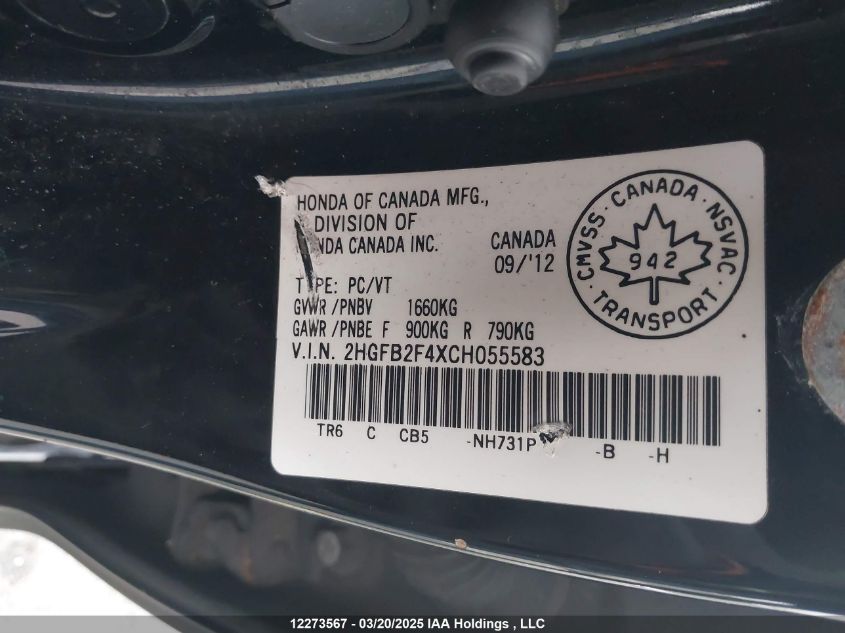 HONDA OF CANADA MFG.,
DIVISION OF
CANADA INC.
CANADA
09/'12
TYPE: PC/VT
GVWR /PNBV 1660KG
GAWR /PNBE F 900KG R 790KG
V.I.N. 2HGFB2F4XCH055583
CMVSS · CANADA · NSVAC · TRANSPORT ·
942
TR6 C CB5 -NH731P -B -H
12273567 - 03/20/2025 IAA Holdings , LLC